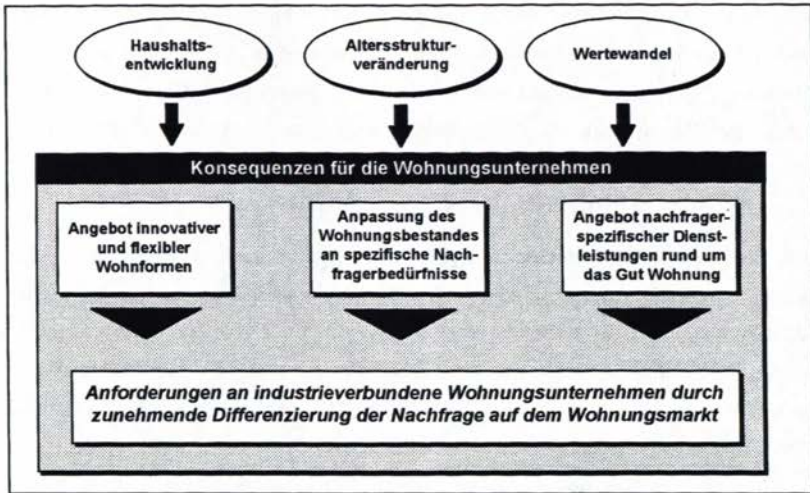 Haushalts-
entwicklung
Altersstruktur-
veränderung
Wertewandel
Konsequenzen für die Wohnungsunternehmen
Angebot innovativer
und flexibler
Wohnformen
Anpassung des
Wohnungsbestandes
an spezifische Nach-
fragerbedürfnisse
Angebot nachfrager-
spezifischer Dienst-
leistungen rund um
das Gut Wohnung
Anforderungen an industrieverbundene Wohnungsunternehmen durch
zunehmende Differenzierung der Nachfrage auf dem Wohnungsmarkt